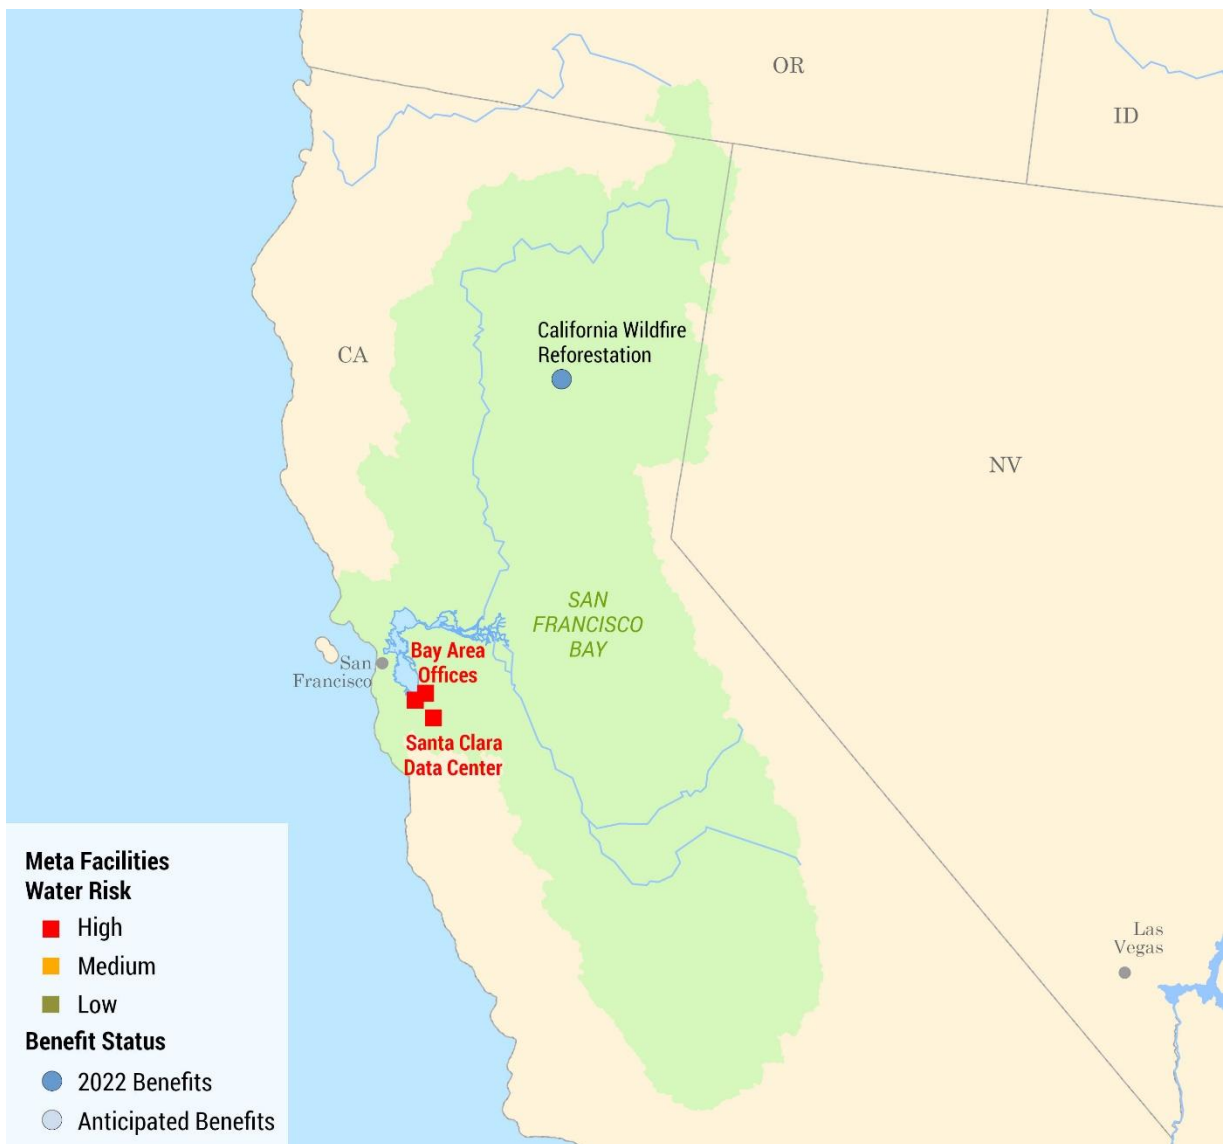 OR
ID
California Wildfire
Reforestation
CA
NV
SAN
FRANCISCO
BAY
San
Francisco
Bay Area
Offices
Santa Clara
Data Center
Las
Vegas
Meta Facilities
Water Risk
High
Medium
Low
Benefit Status
2022 Benefits
Anticipated Benefits